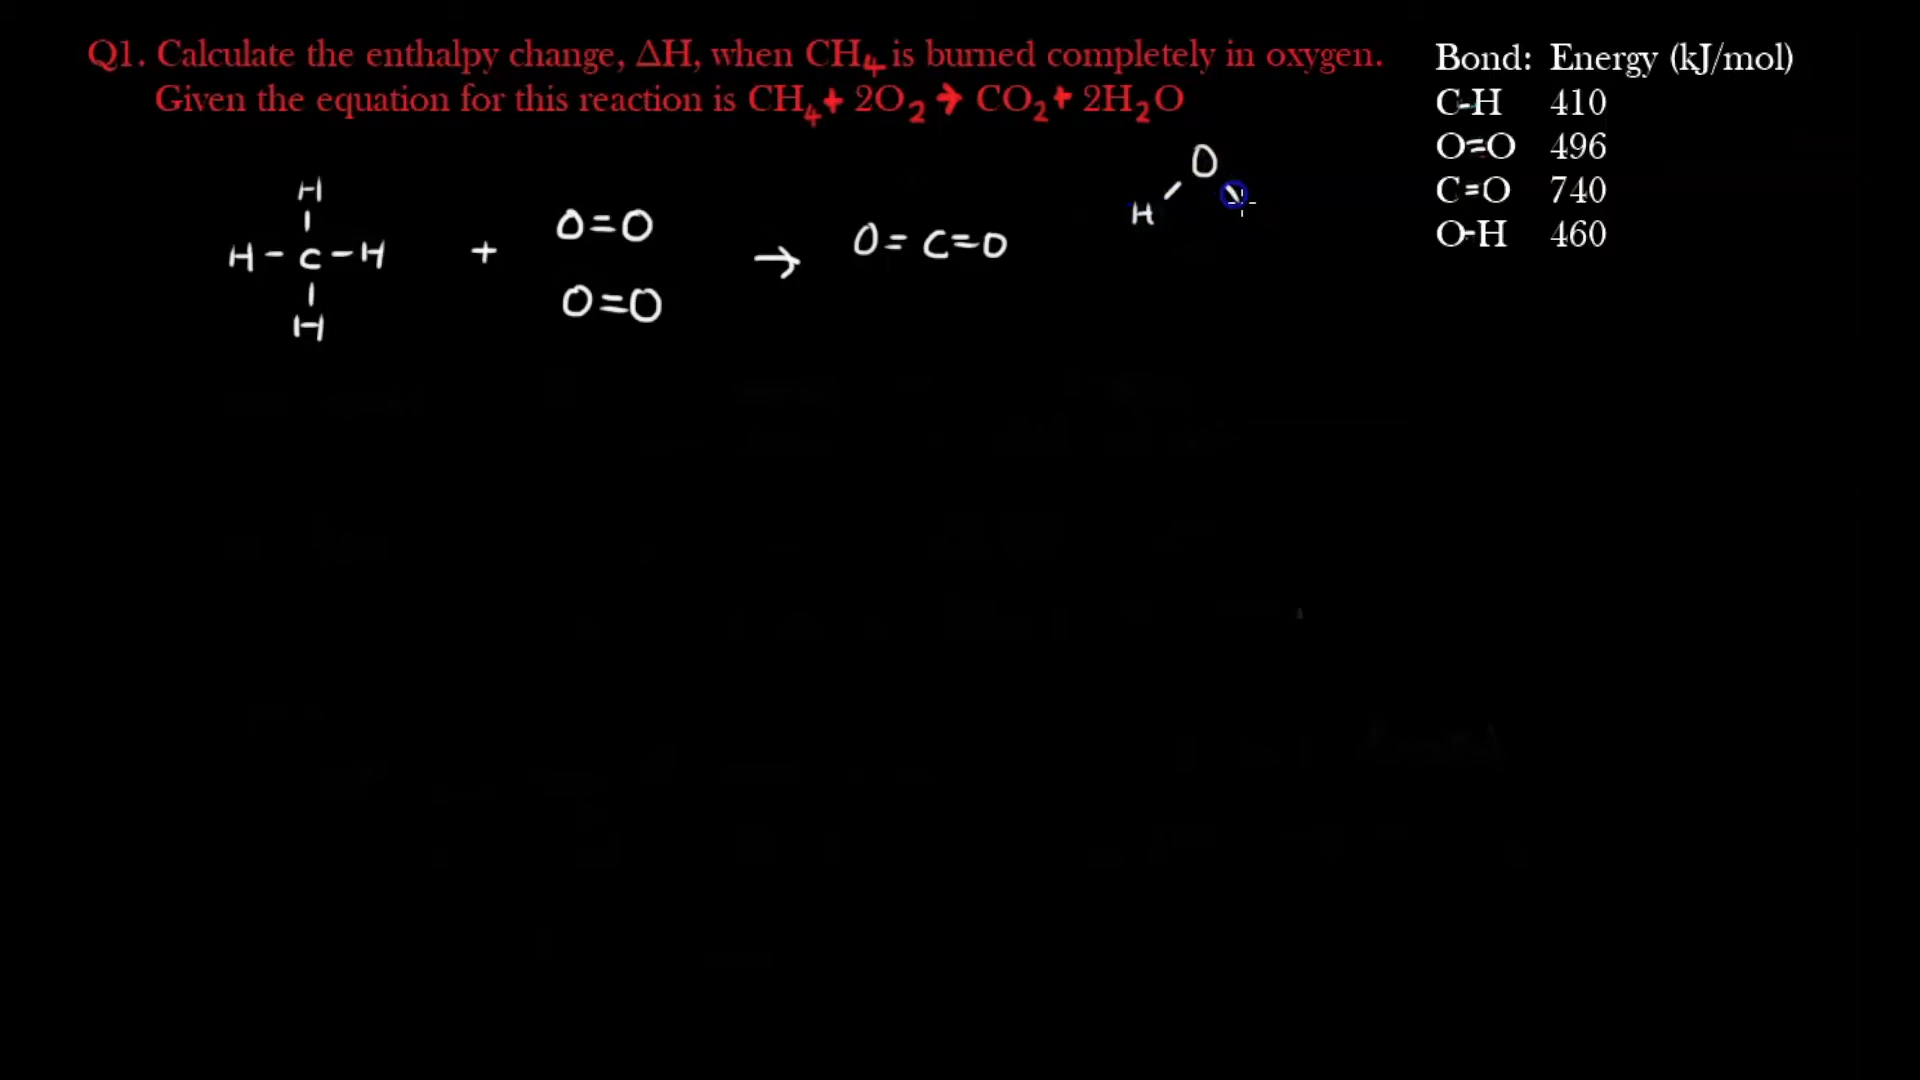 Q1. Calculate the enthalpy change, ΔH, when CH₄ is burned completely in oxygen.
Given the equation for this reaction is CH₄ + 2O₂ → CO₂ + 2H₂O
Bond: Energy (kJ/mol)
C-H 410
O=O 496
C=O 740
O-H 460
H
|
H - C - H
|
H
+
O=O
O=O
→
O=C=O
O
H